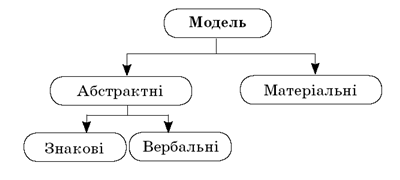 Модель
Абстрактні
Матеріальні
Знакові
Вербальні